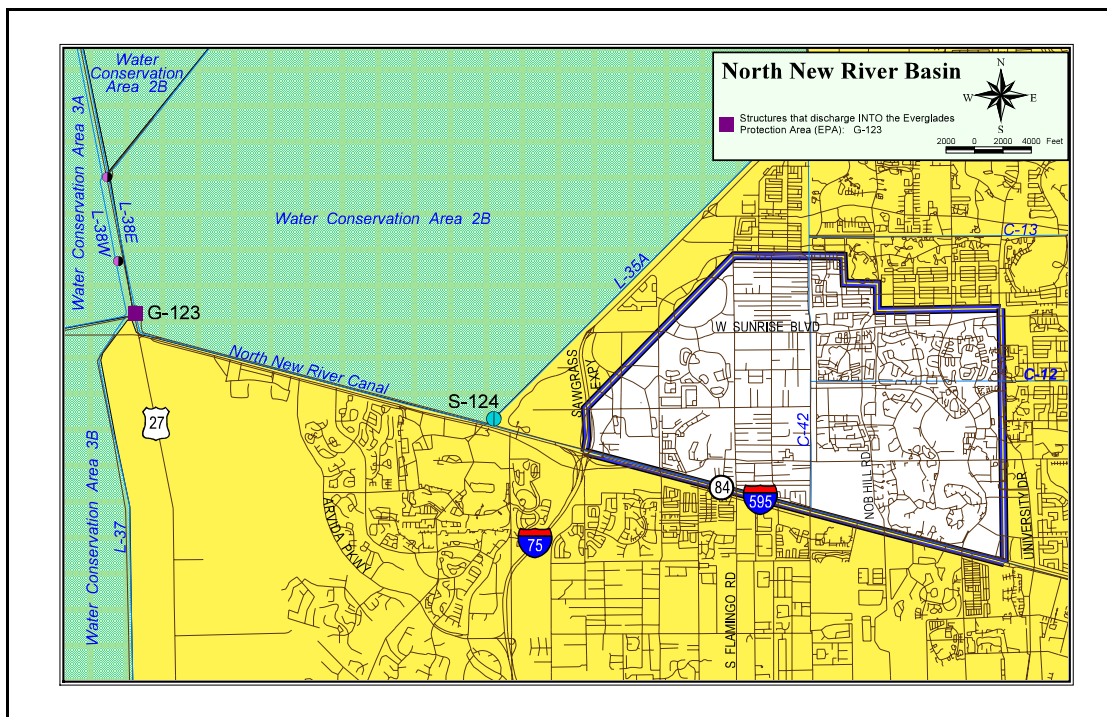 Water
Conservation
Area 2B
North New River Basin
N
W
E
S
Structures that discharge INTO the Everglades
Protection Area (EPA): G-123
2000 0 2000 4000 Feet
Water Conservation Area 3A
L-38E
L-38W
Water Conservation Area 2B
C-13
L-35A
G-123
W SUNRISE BLVD
North New River Canal
SAWGRASS
EXPY
C-12
S-124
27
C-42
NOB HILL RD
84
595
75
UNIVERSITY DR
ARVIDA PKWY
L-37
Water Conservation Area 3B
S FLAMINGO RD